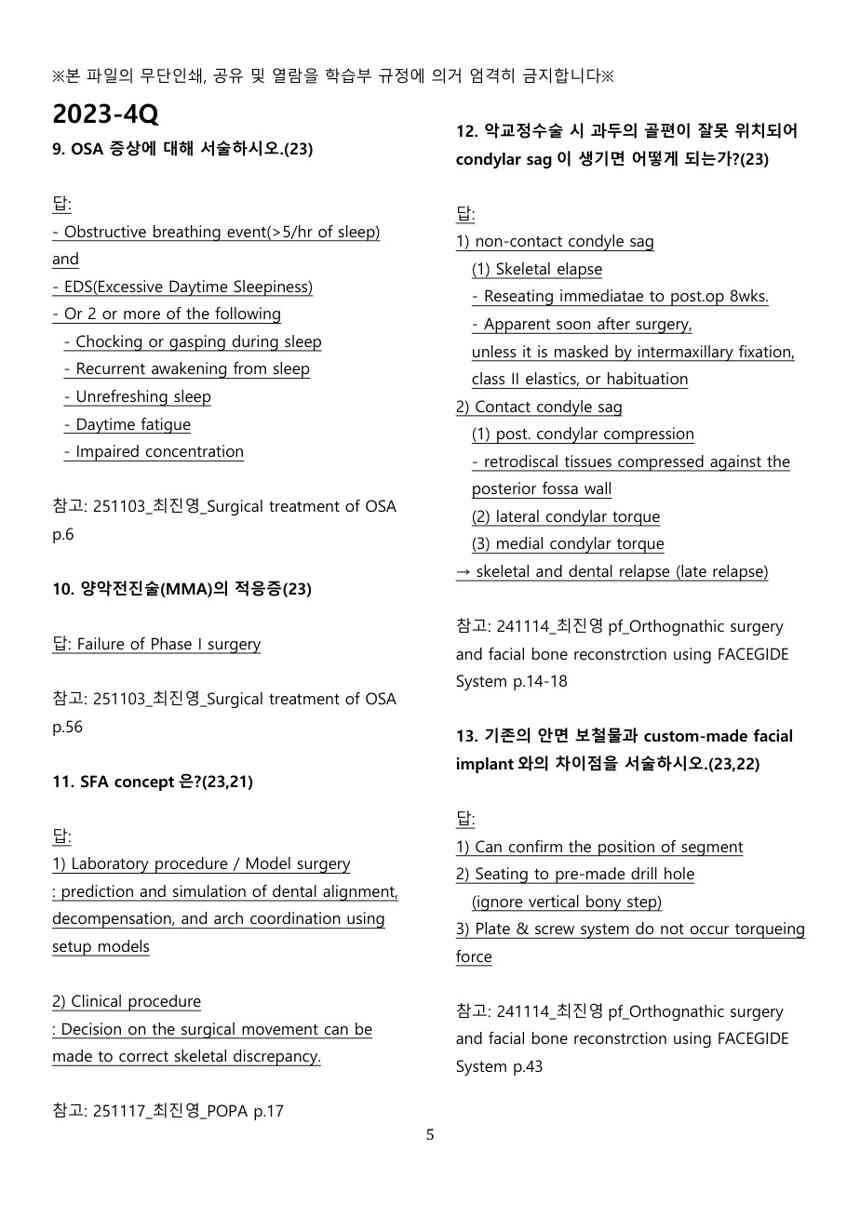 ※본 파일의 무단인쇄, 공유 및 열람을 학습부 규정에 의거 엄격히 금지합니다※
2023-4Q
9. OSA 증상에 대해 서술하시오.(23)
답:
- Obstructive breathing event(>5/hr of sleep)
and
- EDS(Excessive Daytime Sleepiness)
- Or 2 or more of the following
- Chocking or gasping during sleep
- Recurrent awakening from sleep
- Unrefreshing sleep
- Daytime fatigue
- Impaired concentration
참고: 251103_최진영_Surgical treatment of OSA
p.6
10. 양악전진술(MMA)의 적응증(23)
답: Failure of Phase I surgery
참고: 251103_최진영_Surgical treatment of OSA
p.56
11. SFA concept 은?(23,21)
답:
1) Laboratory procedure / Model surgery
: prediction and simulation of dental alignment,
decompensation, and arch coordination using
setup models
2) Clinical procedure
: Decision on the surgical movement can be
made to correct skeletal discrepancy.
참고: 251117_최진영_POPA p.17
12. 악교정수술 시 과두의 골편이 잘못 위치되어
condylar sag 이 생기면 어떻게 되는가?(23)
답:
1) non-contact condyle sag
(1) Skeletal elapse
- Reseating immediatae to post.op 8wks.
- Apparent soon after surgery,
unless it is masked by intermaxillary fixation,
class II elastics, or habituation
2) Contact condyle sag
(1) post. condylar compression
- retrodiscal tissues compressed against the
posterior fossa wall
(2) lateral condylar torque
(3) medial condylar torque
→ skeletal and dental relapse (late relapse)
참고: 241114_최진영 pf_Orthognathic surgery
and facial bone reconstrction using FACEGIDE
System p.14-18
13. 기존의 안면 보철물과 custom-made facial
implant 와의 차이점을 서술하시오.(23,22)
답:
1) Can confirm the position of segment
2) Seating to pre-made drill hole
(ignore vertical bony step)
3) Plate & screw system do not occur torqueing
force
참고: 241114_최진영 pf_Orthognathic surgery
and facial bone reconstrction using FACEGIDE
System p.43
5